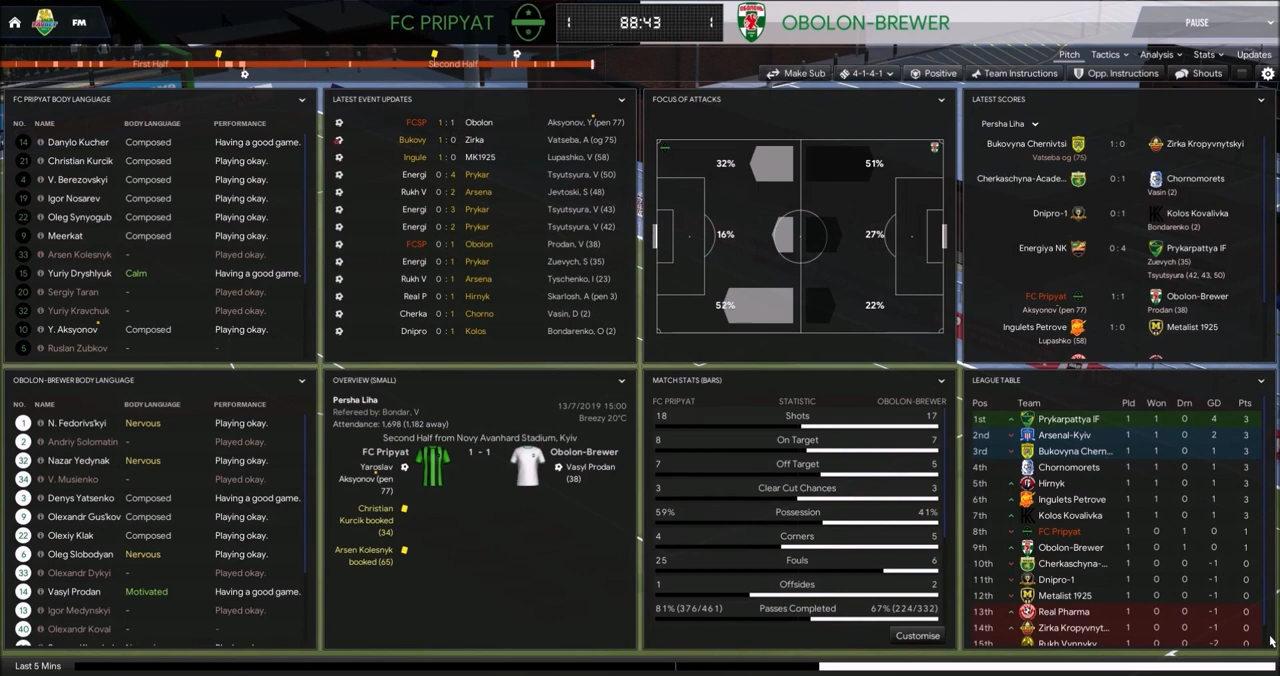 FM
FC PRIPYAT
1
88:43
1
OBOLON-BREWER
PAUSE
First Half
Second Half
Pitch
Tactics
Analysis
Stats
Updates
Make Sub
4-1-4-1
Positive
Team Instructions
Opp. Instructions
Shouts
FC PRIPYAT BODY LANGUAGE
NO. NAME BODY LANGUAGE PERFORMANCE
14 Danylo Kucher Composed Having a good game.
21 Christian Kurcik Composed Playing okay.
4 V. Berezovskyi Composed Playing okay.
19 Igor Nosarev Composed Playing okay.
22 Oleg Synyogub Composed Playing okay.
9 Meerkat Composed Playing okay.
33 Arsen Kolesnyk - Played okay.
15 Yuriy Dryshlyuk Calm Having a good game.
20 Sergiy Taran - Played okay.
32 Yuriy Kravchuk - Played okay.
10 Y. Aksyonov Composed Playing okay.
5 Ruslan Zubkov - -
LATEST EVENT UPDATES
FCSP 1 : 1 Obolon Aksyonov, Y (pen 77)
Bukovy 1 : 0 Zirka Vatseba, A (og 75)
Ingule 1 : 0 MK1925 Lupashko, V (58)
Energi 0 : 4 Prykar Tsyutsyura, V (50)
Rukh V 0 : 2 Arsena Jevtoski, S (48)
Energi 0 : 3 Prykar Tsyutsyura, V (43)
Energi 0 : 2 Prykar Tsyutsyura, V (42)
FCSP 0 : 1 Obolon Prodan, V (38)
Energi 0 : 1 Prykar Zuevych, S (35)
Rukh V 0 : 1 Arsena Tyschenko, I (23)
Real P 0 : 1 Hirnyk Skarlosh, A (pen 3)
Cherka 0 : 1 Chorno Vasin, D (2)
Dnipro 0 : 1 Kolos Bondarenko, O (2)
FOCUS OF ATTACKS
32% 51%
16% 27%
52% 22%
LATEST SCORES
Persha Liha
Bukovyna Chernivtsi 1 : 0 Zirka Kropyvnytskyi
Vatseba og (75)
Cherkaschyna-Acade... 0 : 1 Chornomorets
Vasin (2)
Dnipro-1 0 : 1 Kolos Kovalivka
Bondarenko (2)
Energiya NK 0 : 4 Prykarpattya IF
Zuevych (35)
Tsyutsyura (42, 43, 50)
FC Pripyat 1 : 1 Obolon-Brewer
Aksyonov (pen 77) Prodan (38)
Ingulets Petrove 1 : 0 Metalist 1925
Lupashko (58)
OBOLON-BREWER BODY LANGUAGE
NO. NAME BODY LANGUAGE PERFORMANCE
1 N. Fedorivs'kyi Nervous Playing okay.
2 Andriy Solomatin - Played okay.
32 Nazar Yedynak Nervous Playing okay.
34 V. Musienko - Played okay.
3 Denys Yatsenko Composed Having a good game.
9 Olexandr Gus'kov Composed Playing okay.
22 Olexiy Klak Composed Playing okay.
6 Oleg Slobodyan Nervous Playing okay.
33 Olexandr Dykyi - Played okay.
14 Vasyl Prodan Motivated Having a good game.
13 Igor Medynskyi - Played okay.
40 Olexandr Koval - -
OVERVIEW (SMALL)
Persha Liha
13/7/2019 15:00
Refereed by: Bondar, V
Breezy 20°C
Attendance: 1,698 (1,182 away)
Second Half from Novy Avanhard Stadium, Kyiv
FC Pripyat 1 - 1 Obolon-Brewer
Yaroslav
Aksyonov (pen
77)
Vasyl Prodan
(38)
Christian
Kurcik booked
(34)
Arsen Kolesnyk
booked (65)
MATCH STATS (BARS)
FC PRIPYAT STATISTIC OBOLON-BREWER
18 Shots 17
8 On Target 7
7 Off Target 5
3 Clear Cut Chances 3
59% Possession 41%
4 Corners 5
25 Fouls 6
1 Offsides 2
81% (376/461) Passes Completed 67% (224/332)
Customise
LEAGUE TABLE
Pos Team Pld Won Drn GD Pts
1st Prykarpattya IF 1 1 0 4 3
2nd Arsenal-Kyiv 1 1 0 2 3
3rd Bukovyna Chern... 1 1 0 1 3
4th Chornomorets 1 1 0 1 3
5th Hirnyk 1 1 0 1 3
6th Ingulets Petrove 1 1 0 1 3
7th Kolos Kovalivka 1 1 0 1 3
8th FC Pripyat 1 0 1 0 1
9th Obolon-Brewer 1 0 1 0 1
10th Cherkaschyna-... 1 0 0 -1 0
11th Dnipro-1 1 0 0 -1 0
12th Metalist 1925 1 0 0 -1 0
13th Real Pharma 1 0 0 -1 0
14th Zirka Kropyvnyt... 1 0 0 -1 0
15th Rukh Vynnyky 1 0 0 -2 0
Last 5 Mins